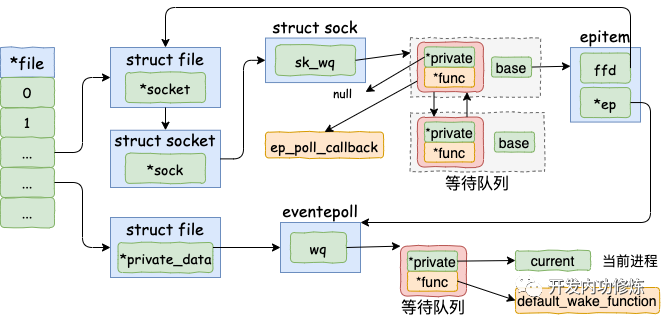 *file
0
1
...
...
...
struct file
*socket
struct socket
*sock
struct sock
sk_wq
*private
*func
base
null
ep_poll_callback
*private
*func
base
等待队列
epitem
ffd
*ep
struct file
*private_data
eventepoll
wq
*private
*func
等待队列
current
当前进程
开发内功修炼
default_wake_function